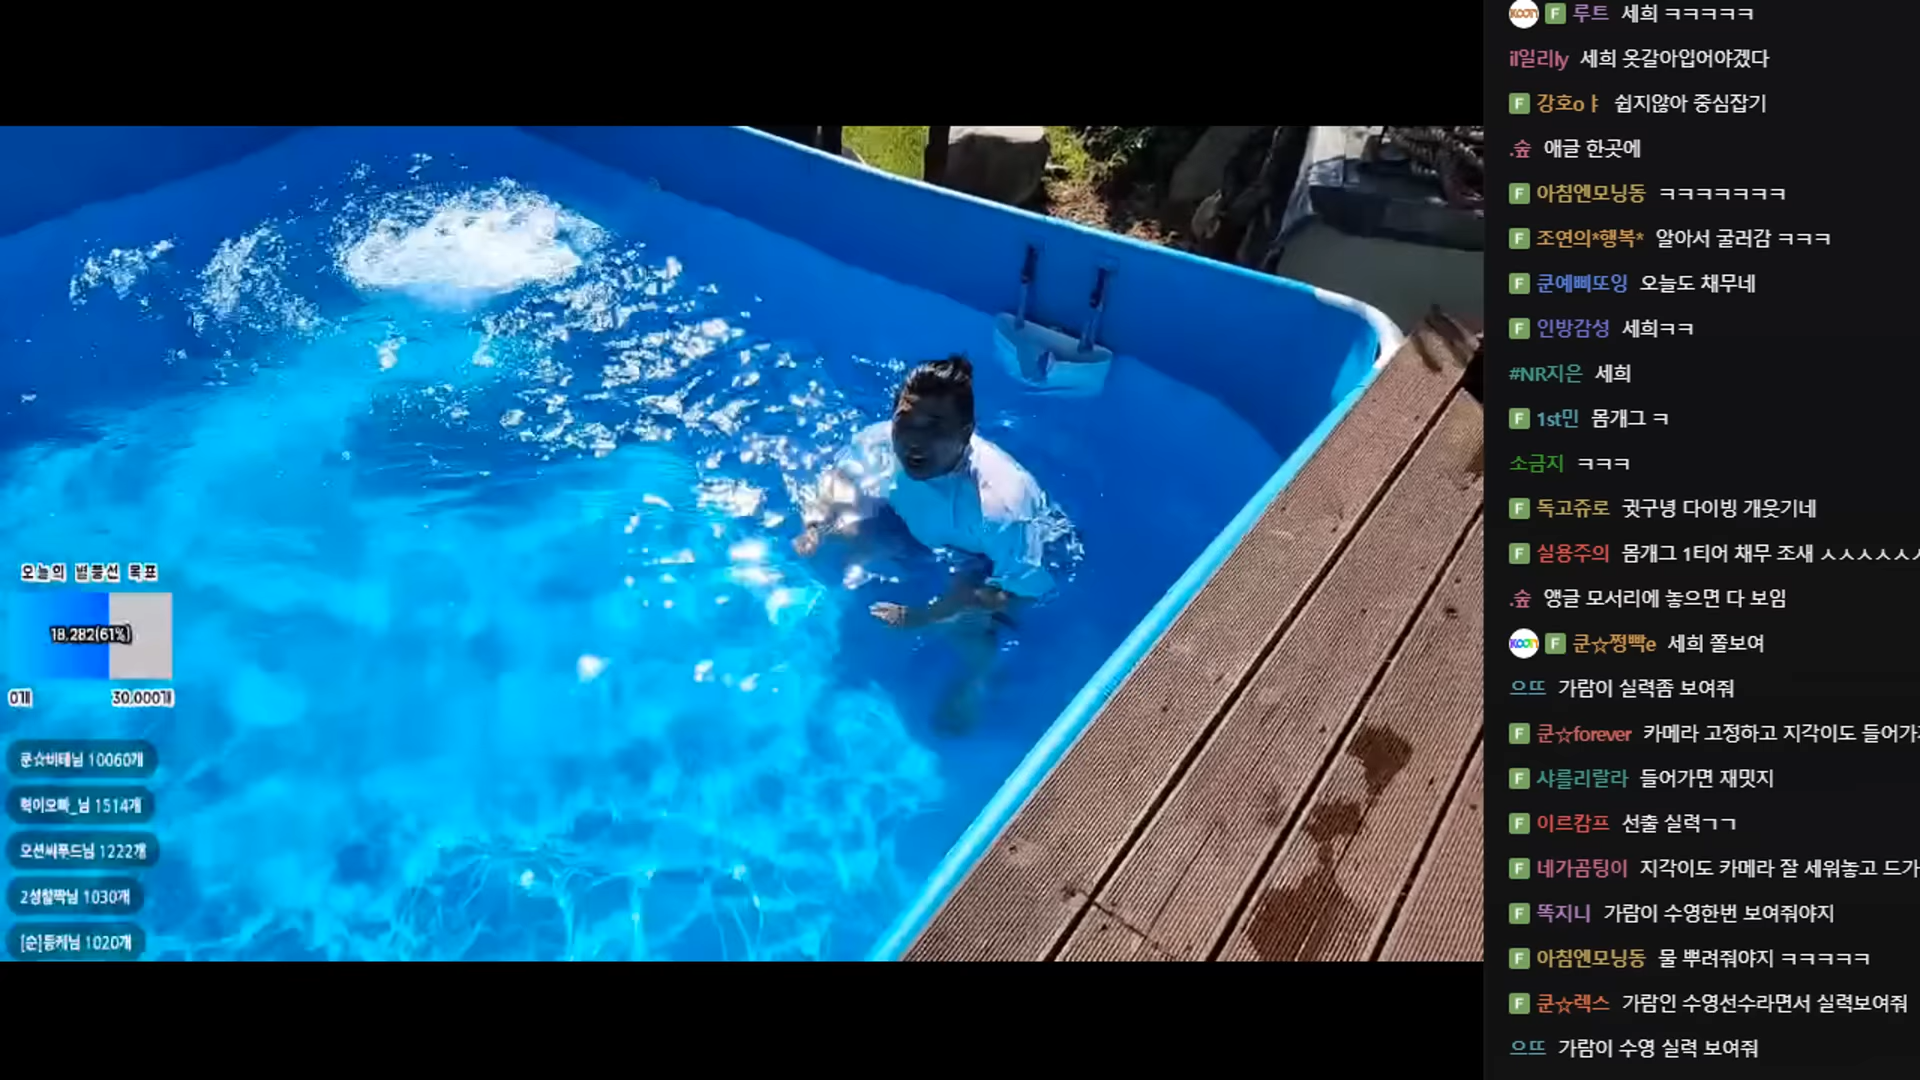 루트 세희 ㅋㅋㅋㅋㅋ
il일리ly 세희 옷갈아입어야겠다
F 강호oㅑ 쉽지않아 중심잡기
.숲 애글 한곳에
F 아침엔모닝동 ㅋㅋㅋㅋㅋㅋㅋ
F 조연의*행복* 알아서 굴러감 ㅋㅋㅋ
F 쿤예삐또잉 오늘도 채무네
F 인방감성 세희ㅋㅋ
#NR지은 세희
F 1st민 몸개그 ㅋ
소금지 ㅋㅋㅋ
F 독고쥬로 귓구녕 다이빙 개웃기네
F 실용주의 몸개그 1티어 채무 조새 ㅅㅅㅅㅅㅅㅅ
.숲 앵글 모서리에 놓으면 다 보임
KOON F 쿤☆쩡빡e 세희 쫄보여
으뜨 가람이 실력좀 보여줘
F 쿤☆forever 카메라 고정하고 지각이도 들어가
F 샤를리랄라 들어가면 재밋지
F 이르캄프 선출 실력ㄱㄱ
F 네가곰팅이 지각이도 카메라 잘 세워놓고 드가
F 똑지니 가람이 수영한번 보여줘야지
F 아침엔모닝동 물 뿌려줘야지 ㅋㅋㅋㅋㅋ
F 쿤☆렉스 가람인 수영선수라면서 실력보여줘
으뜨 가람이 수영 실력 보여줘
오늘의 별풍선 목표
18,282(61%)
0개 30,000개
쿤☆비테님 10060개
혁이오빠_님 1514개
오션씨푸드님 1222개
2성찰짝님 1030개
[순]등케님 1020개